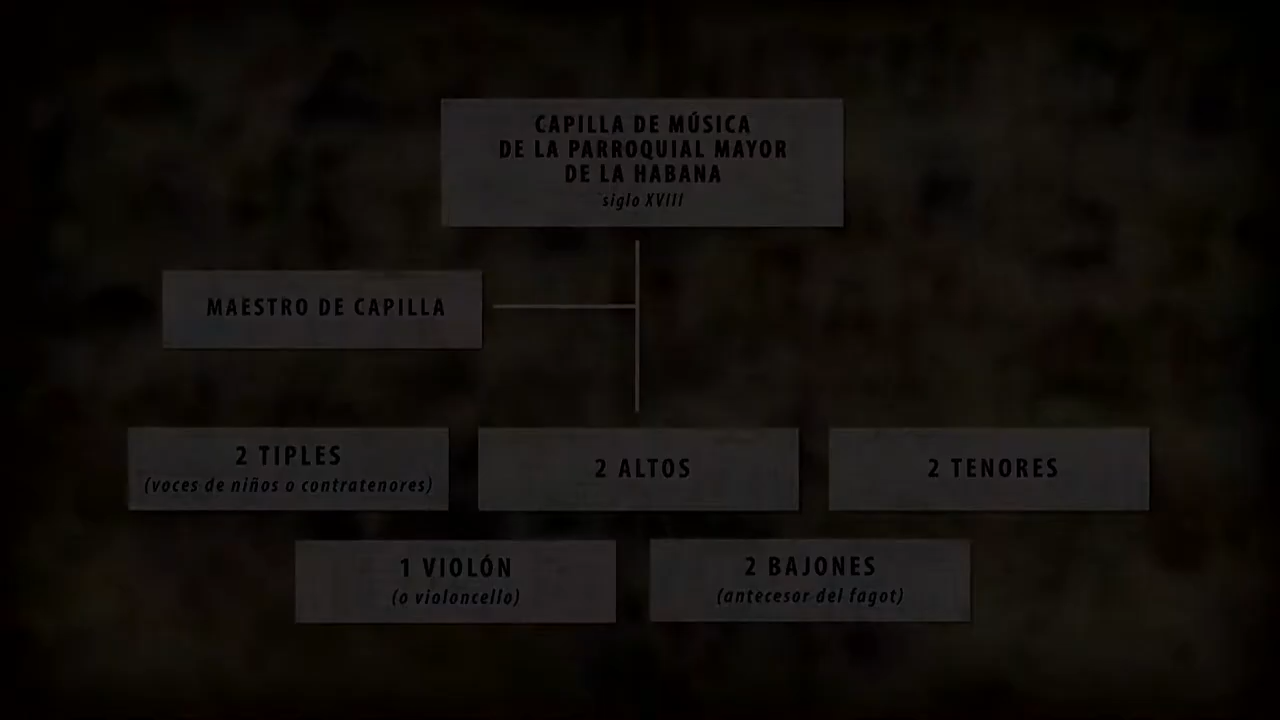 CAPILLA DE MÚSICA
DE LA PARROQUIAL MAYOR
DE LA HABANA
siglo XVIII
MAESTRO DE CAPILLA
2 TIPLES
(voces de niños o contratenores)
2 ALTOS
2 TENORES
1 VIOLÓN
(o violoncello)
2 BAJONES
(antecesor del fagot)